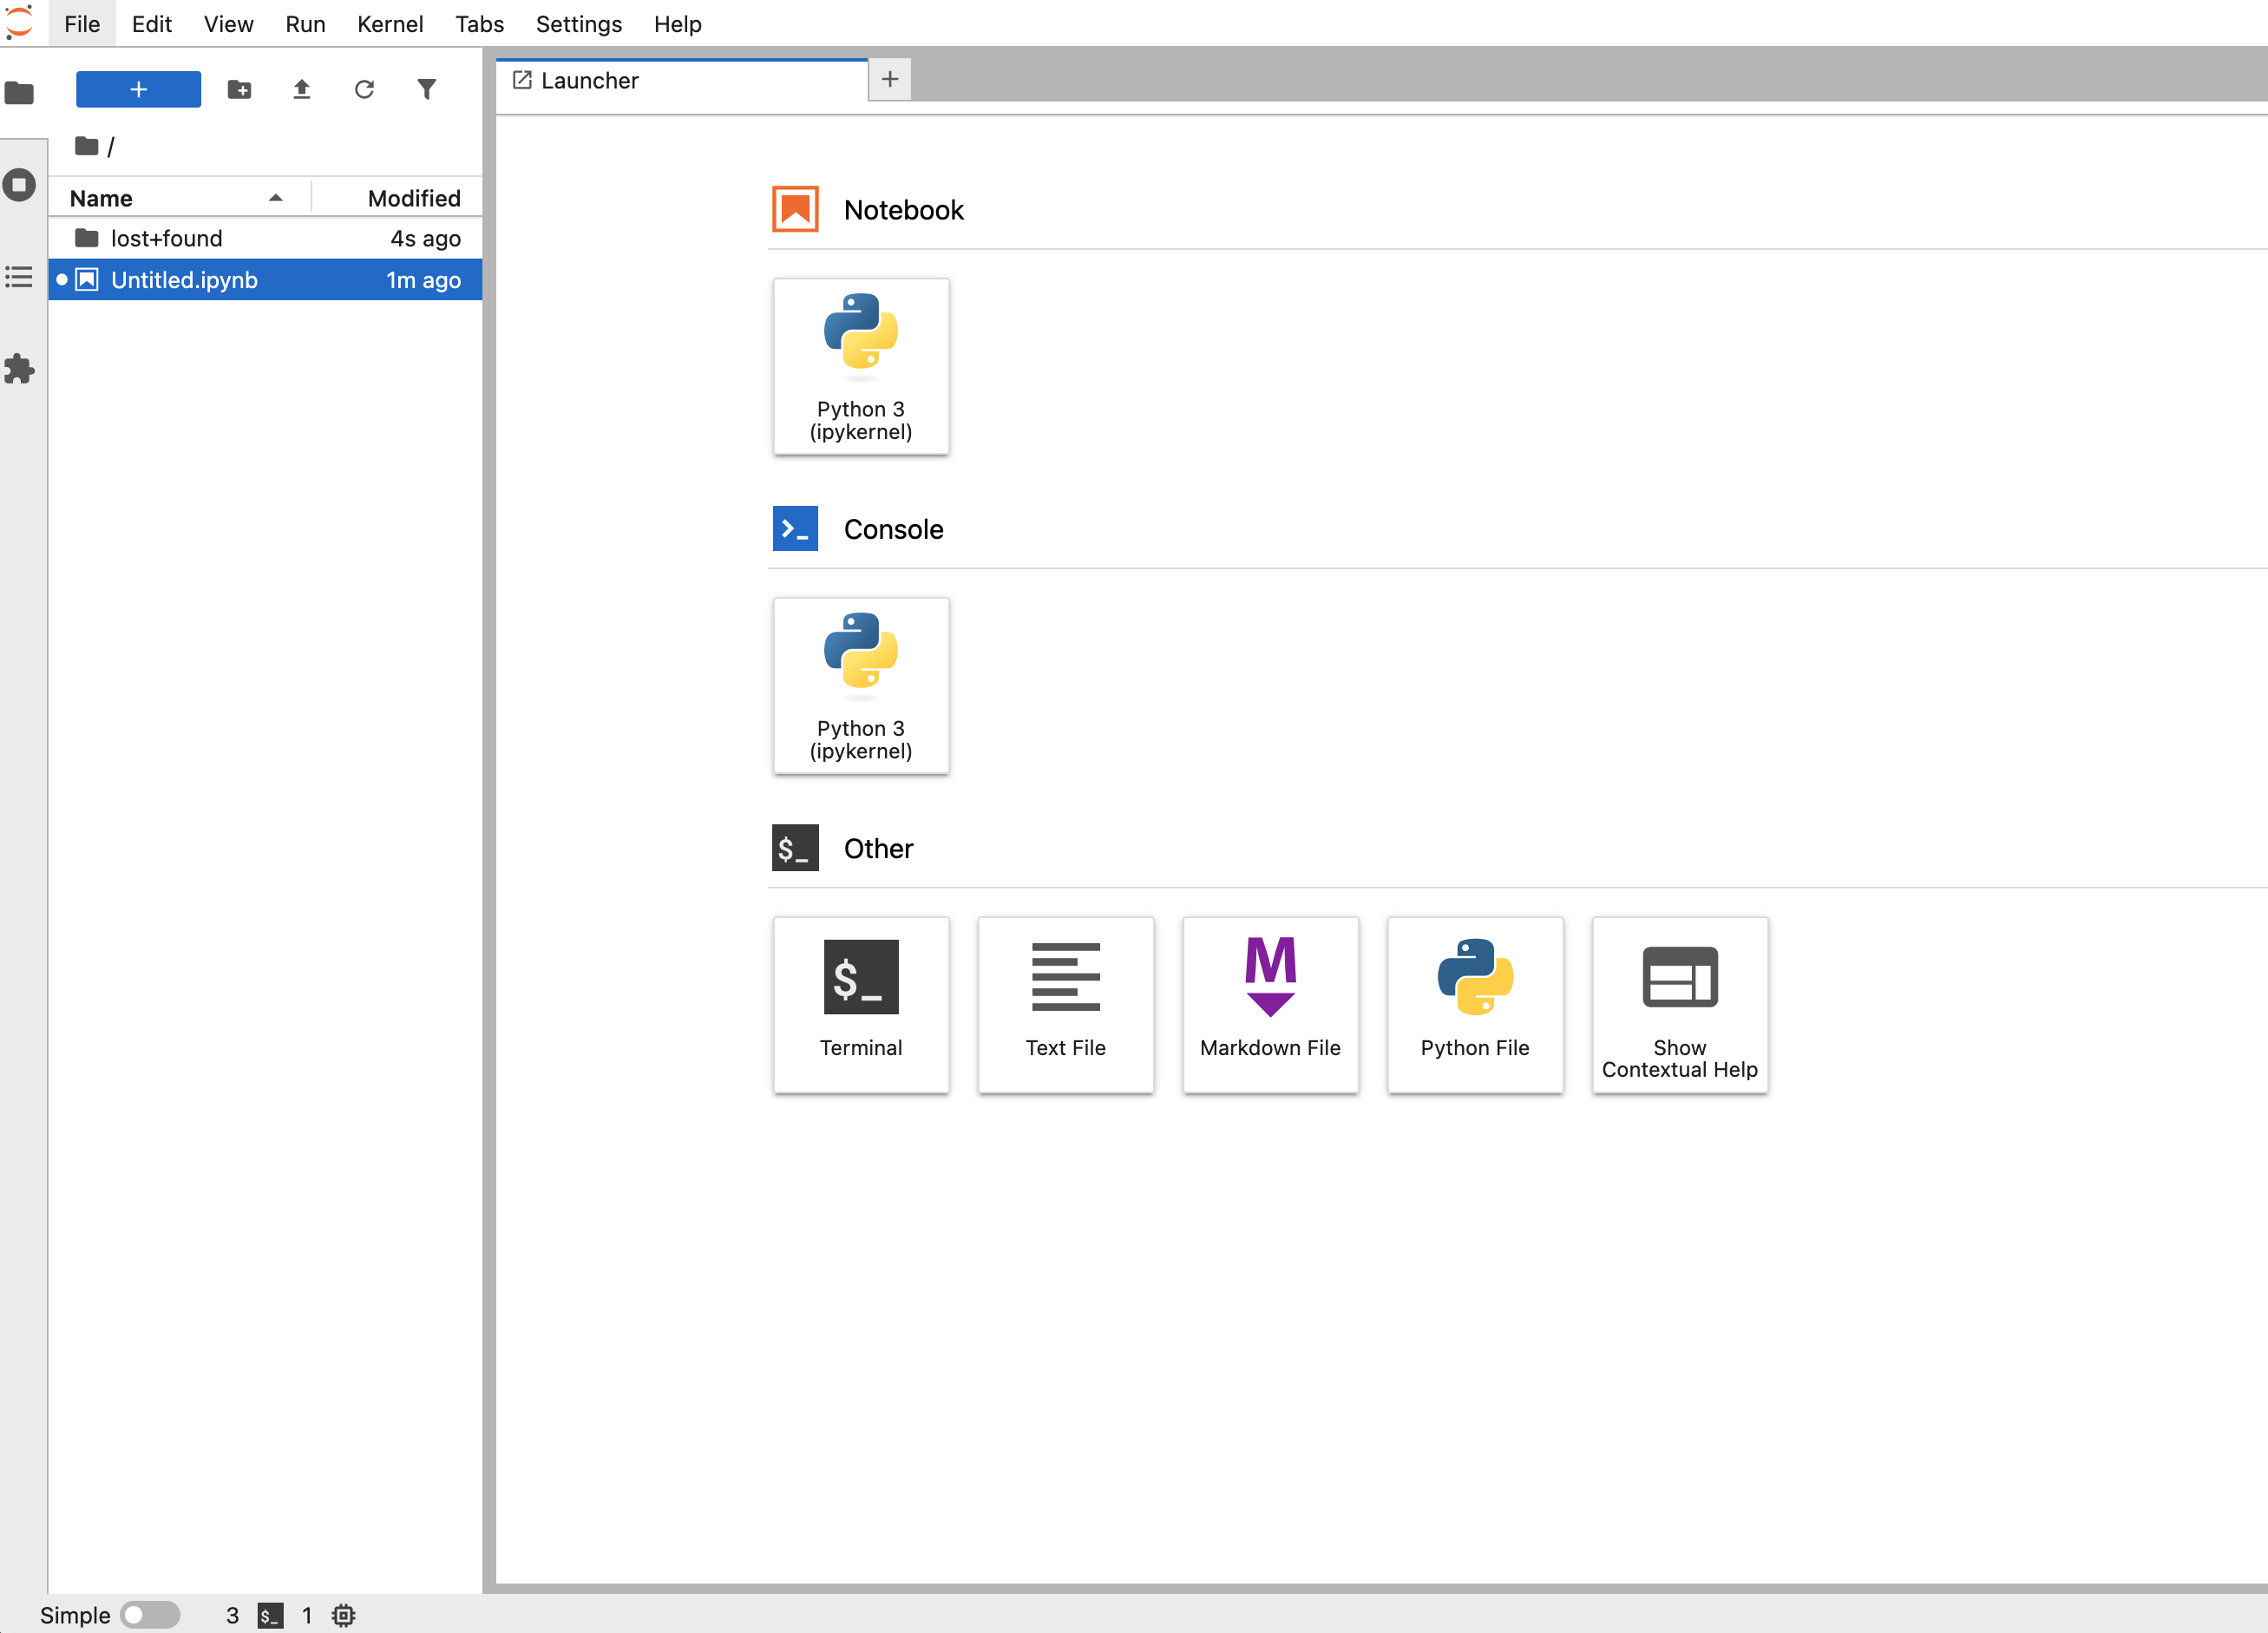 File Edit View Run Kernel Tabs Settings Help
Launcher
/
Name Modified
lost+found 4s ago
Untitled.ipynb 1m ago
Notebook
Python 3
(ipykernel)
Console
Python 3
(ipykernel)
$_ Other
$_
Terminal
Text File
M
Markdown File
Python File
Show
Contextual Help
Simple 3 $_ 1